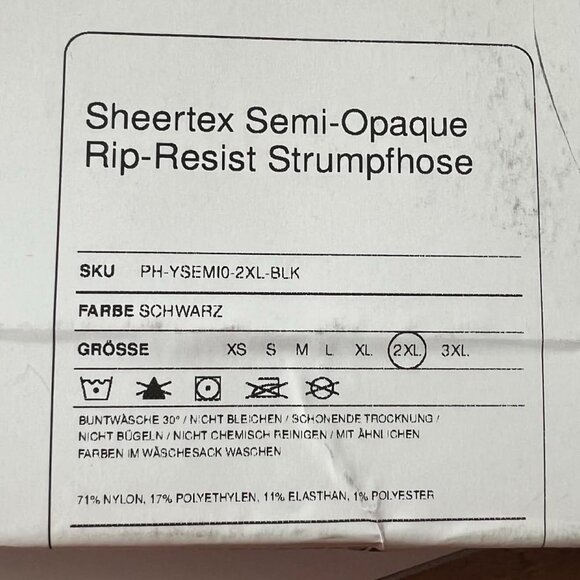 Sheertex Semi-Opaque
Rip-Resist Strumpfhose
SKU PH-YSEMI0-2XL-BLK
FARBE SCHWARZ
GRÖSSE XS S M L XL. 2XL. 3XL.
BUNTWÄSCHE 30° / NICHT BLEICHEN / SCHONENDE TROCKNUNG /
NICHT BÜGELN / NICHT CHEMISCH REINIGEN / MIT ÄHNLICHEN
FARBEN IM WÄSCHESACK WASCHEN
71% NYLON, 17% POLYETHYLEN, 11% ELASTHAN, 1% POLYESTER